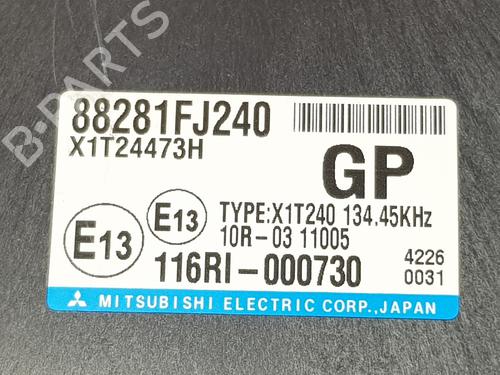 88281FJ240
X1T24473H
GP
E13
E13
TYPE:X1T240 134.45KHz
10R-03 11005
116RI-000730
4226
0031
MITSUBISHI ELECTRIC CORP., JAPAN
B-PARTS